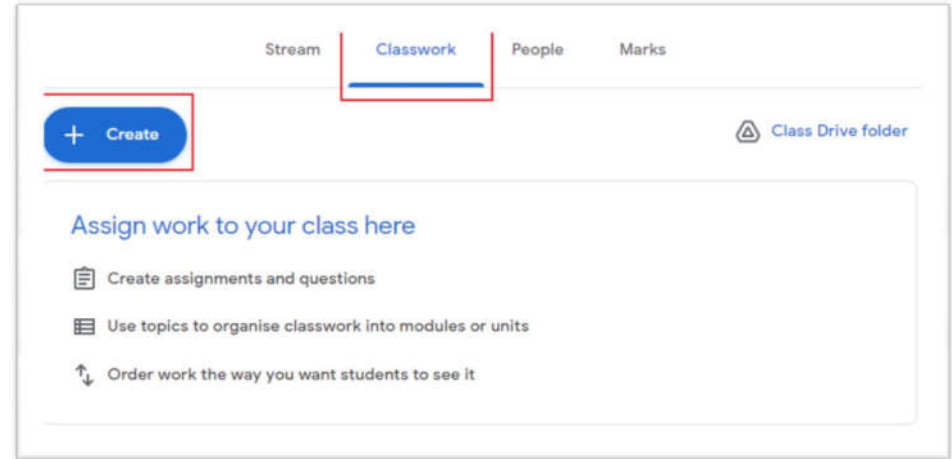 Stream Classwork People Marks
+ Create
Class Drive folder
Assign work to your class here
Create assignments and questions
Use topics to organise classwork into modules or units
Order work the way you want students to see it